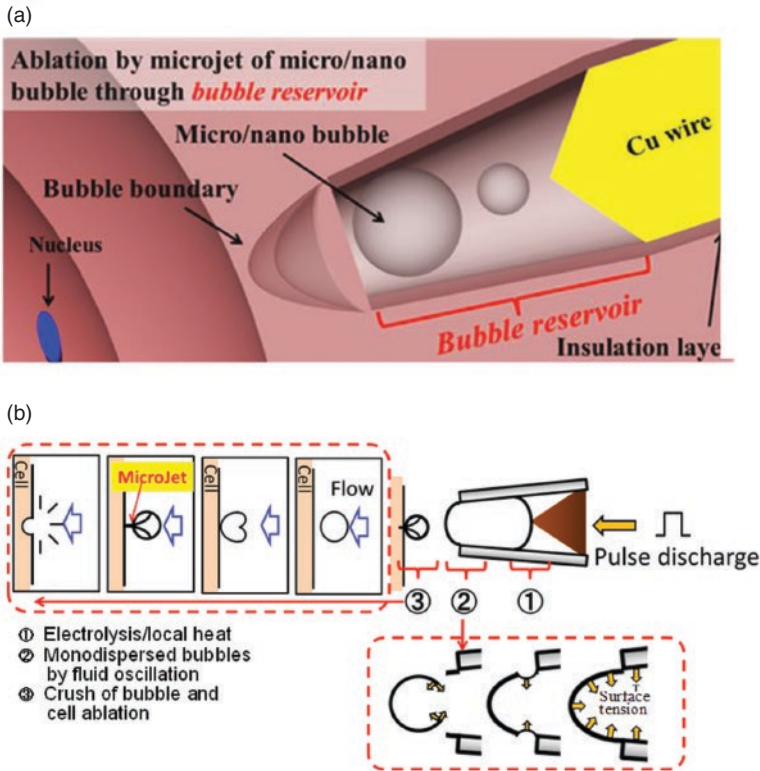 (a)
Ablation by microjet of micro/nano
bubble through bubble reservoir
Micro/nano bubble
Cu wire
Bubble boundary
Nucleus
Bubble reservoir
Insulation laye
(b)
Cell
Cell
MicroJet
Cell
Cell
Flow
Cell
Pulse discharge
③
②
①
① Electrolysis/local heat
② Monodispersed bubbles
by fluid oscillation
③ Crush of bubble and
cell ablation
Surface
tension